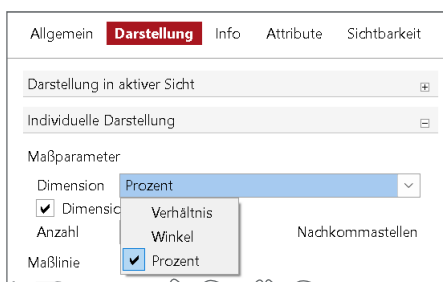 Allgemein Darstellung Info Attribute Sichtbarkeit
Darstellung in aktiver Sicht
Individuelle Darstellung
Maßparameter
Dimension Prozent
Dimensio
Verhältnis
Anzahl Winkel Nachkommastellen
Maßlinie Prozent